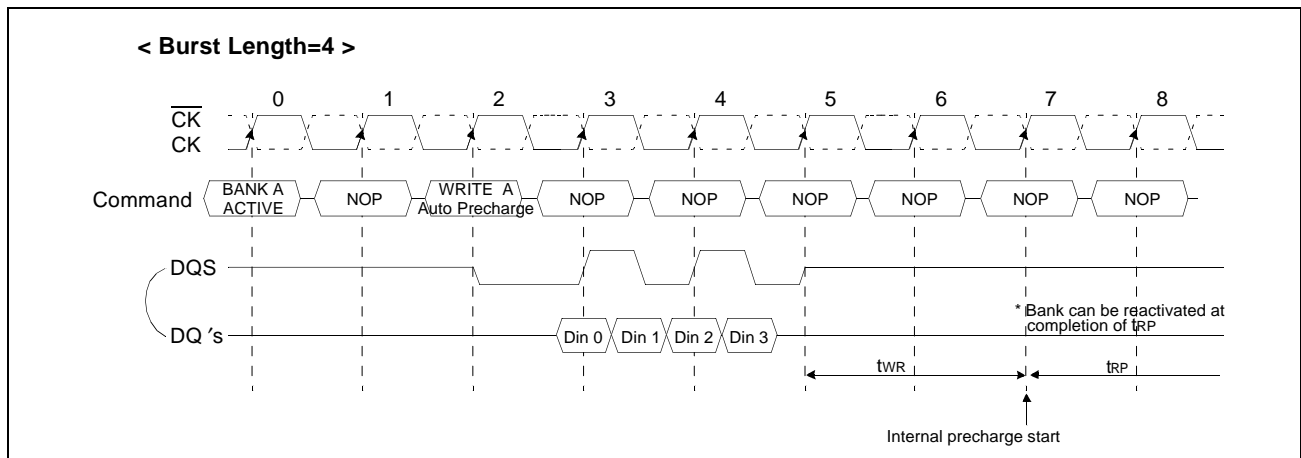 < Burst Length=4 >
0 1 2 3 4 5 6 7 8
CK
CK
Command
BANK A
ACTIVE
NOP
WRITE A
Auto Precharge
NOP
NOP
NOP
NOP
NOP
NOP
DQS
DQ ′s
Din 0 Din 1 Din 2 Din 3
* Bank can be reactivated at
completion of tRP
tWR
tRP
Internal precharge start